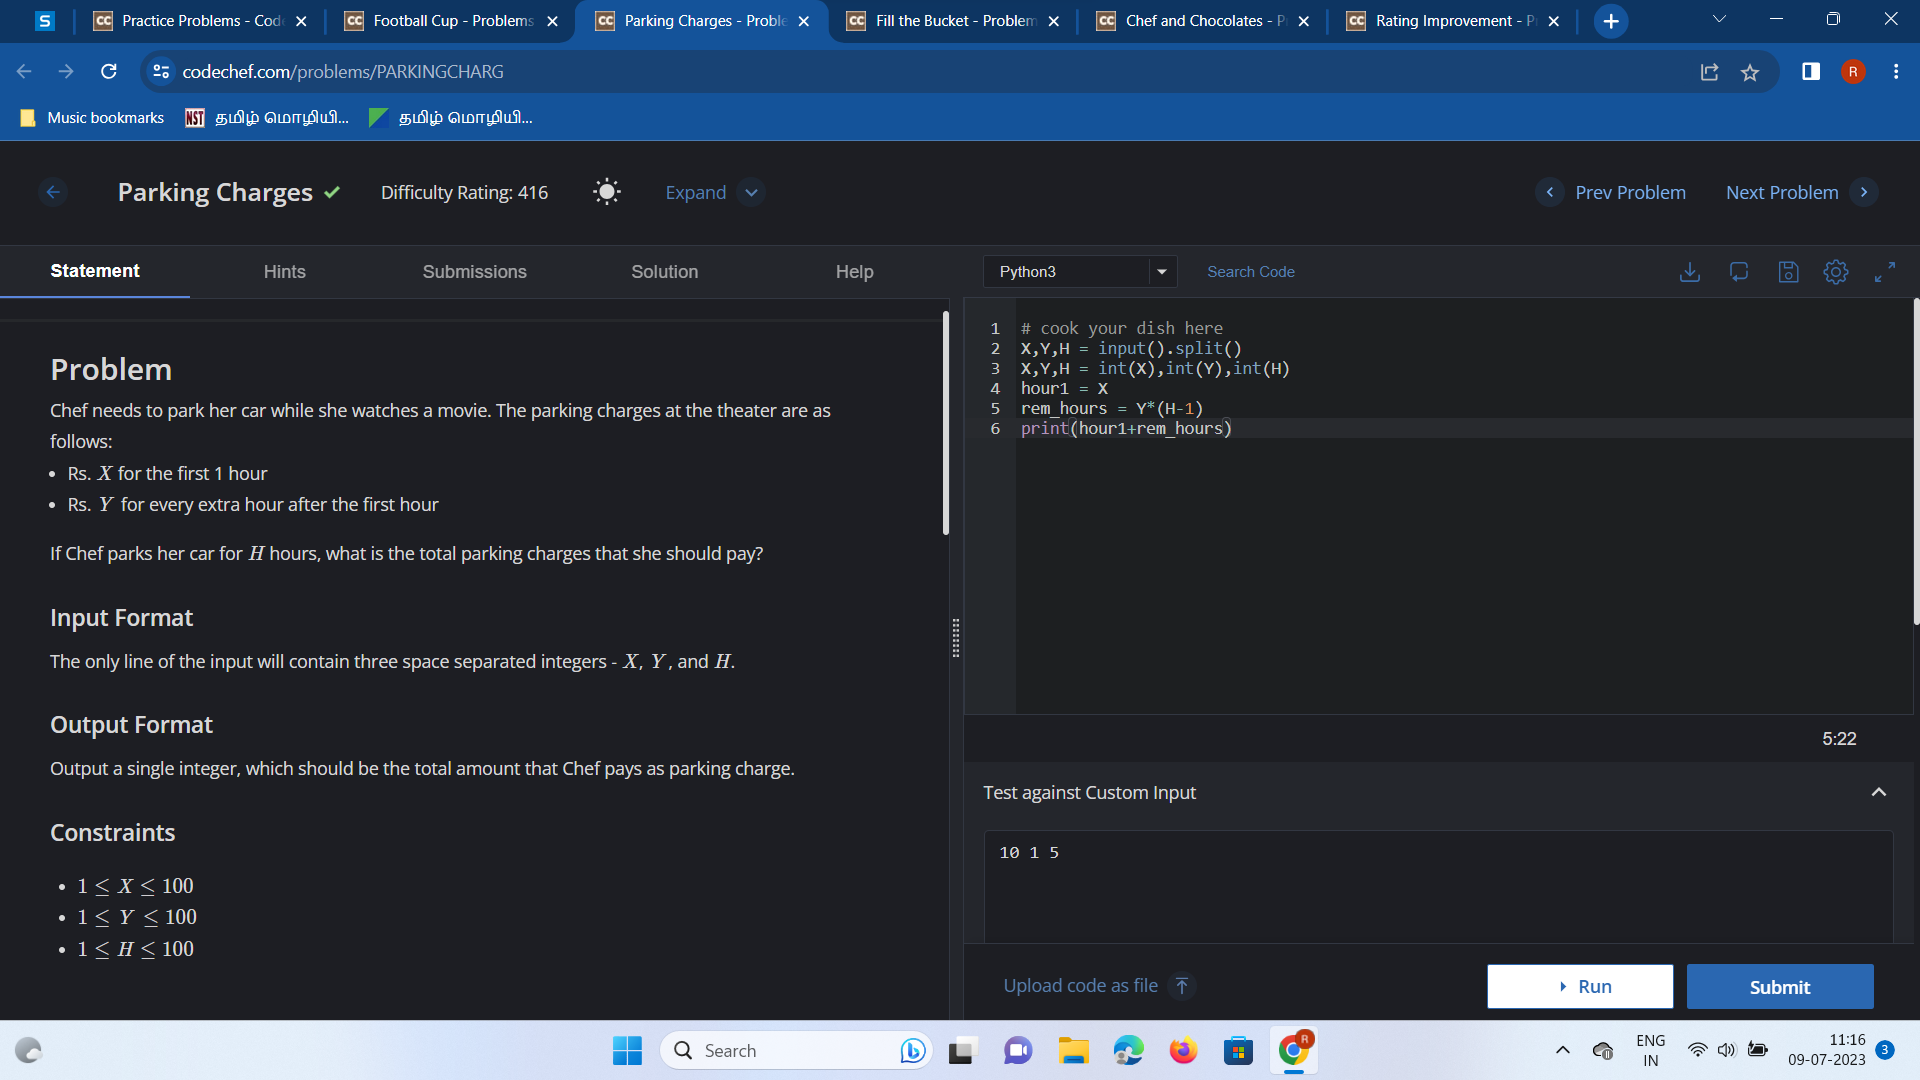 S
CC Practice Problems - Code
CC Football Cup - Problems
CC Parking Charges - Proble
CC Fill the Bucket - Problem
CC Chef and Chocolates - P
CC Rating Improvement - P
codechef.com/problems/PARKINGCHARG
R
Music bookmarks
NST தமிழ் மொழியி...
தமிழ் மொழியி...
Parking Charges
Difficulty Rating: 416
Expand
Prev Problem
Next Problem
Statement
Hints
Submissions
Solution
Help
Python3
Search Code
Problem
Chef needs to park her car while she watches a movie. The parking charges at the theater are as
follows:
• Rs. X for the first 1 hour
• Rs. Y for every extra hour after the first hour
If Chef parks her car for H hours, what is the total parking charges that she should pay?
Input Format
The only line of the input will contain three space separated integers - X, Y, and H.
Output Format
Output a single integer, which should be the total amount that Chef pays as parking charge.
Constraints
• 1 ≤ X ≤ 100
• 1 ≤ Y ≤ 100
• 1 ≤ H ≤ 100
1 # cook your dish here
2 X,Y,H = input().split()
3 X,Y,H = int(X),int(Y),int(H)
4 hour1 = X
5 rem_hours = Y*(H-1)
6 print(hour1+rem_hours)
5:22
Test against Custom Input
10 1 5
Upload code as file
Run
Submit
Search
R
ENG
IN
11:16
09-07-2023
3